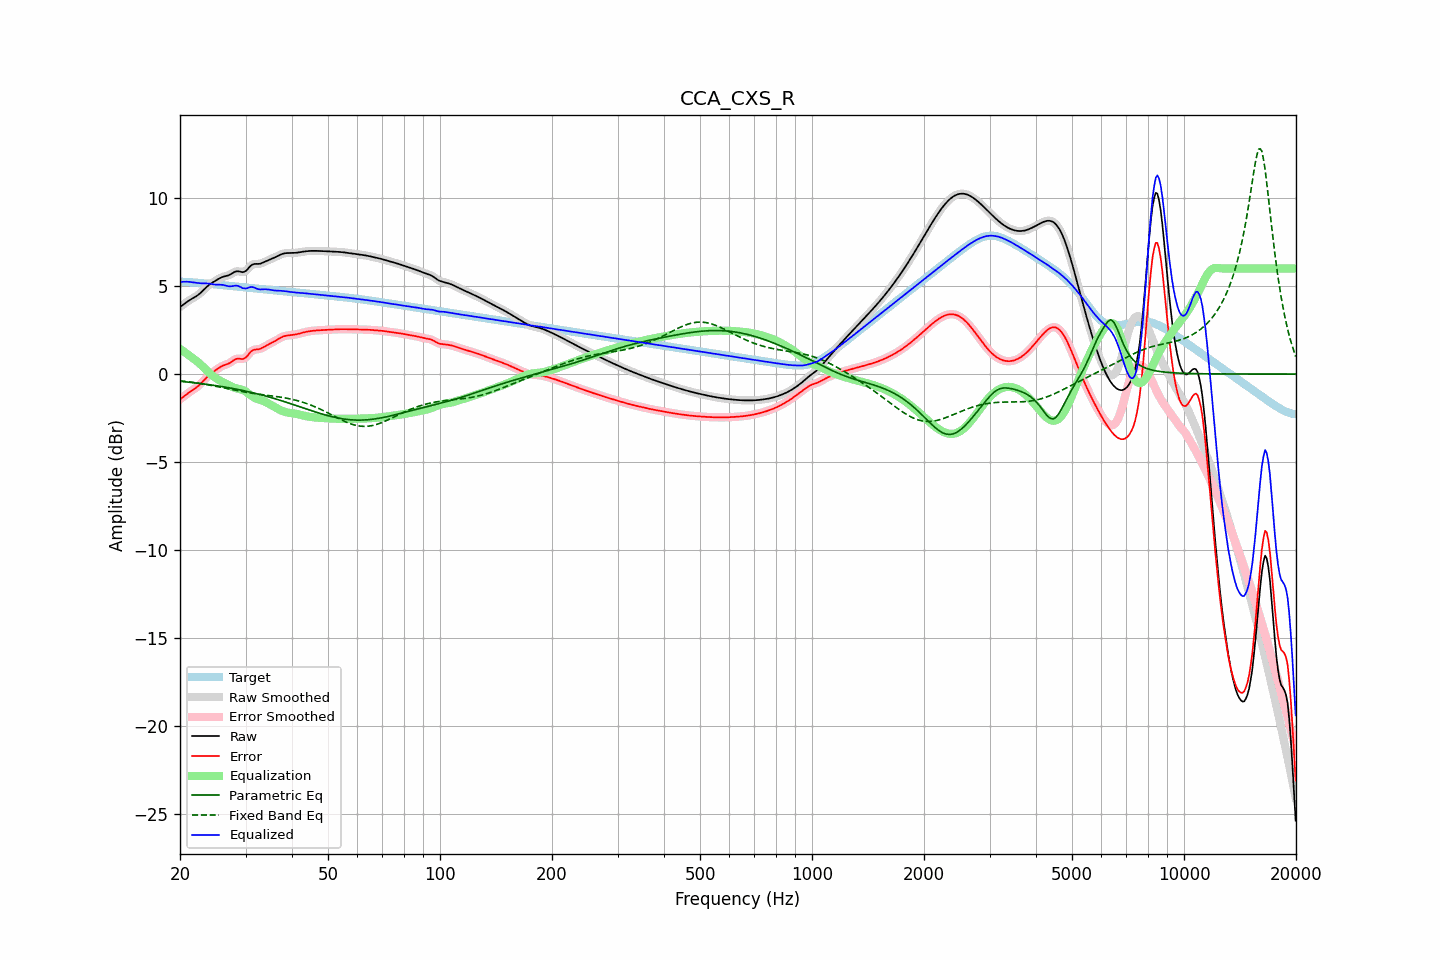 CCA_CXS_R
Amplitude (dBr)
10
5
0
−5
−10
−15
−20
−25
Target
Raw Smoothed
Error Smoothed
Raw
Error
Equalization
Parametric Eq
Fixed Band Eq
Equalized
20 50 100 200 500 1000 2000 5000 10000 20000
Frequency (Hz)